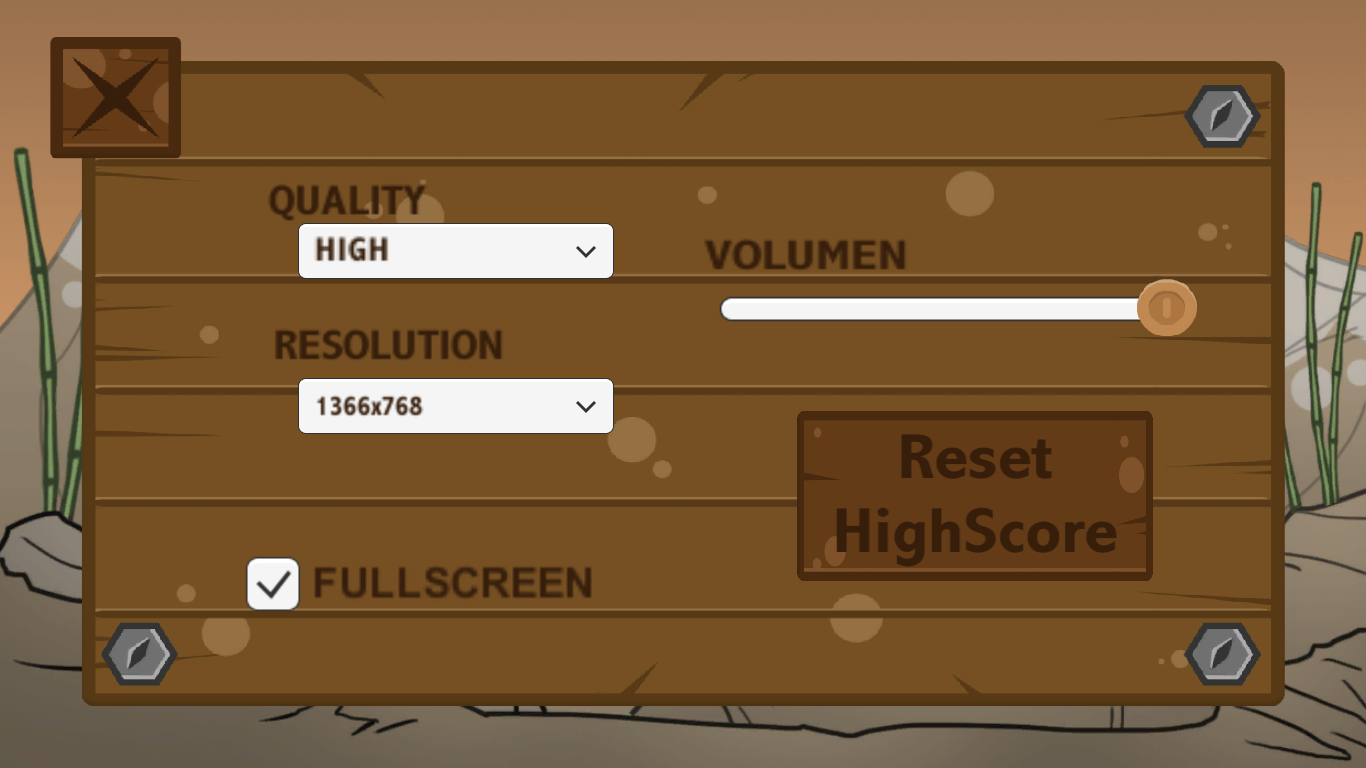 QUALITY
HIGH
VOLUMEN
RESOLUTION
1366x768
Reset
HighScore
FULLSCREEN